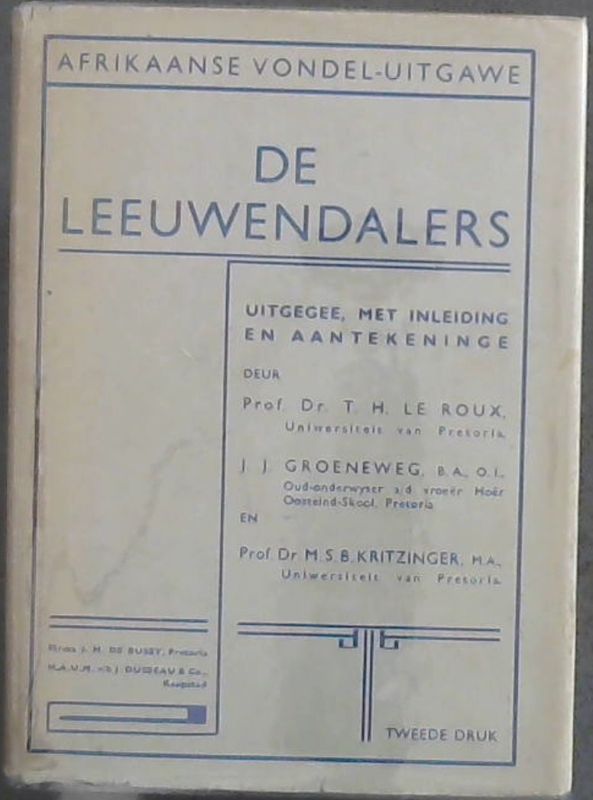 AFRIKAANSE VONDEL-UITGAWE
DE
LEEUWENDALERS
UITGEGEE, MET INLEIDING
EN AANTEKENINGE
DEUR
Prof. Dr. T. H. LE ROUX,
Uniwersiteit van Pretoria,
J. J. GROENEWEG, B.A., O.I.,
Oud-onderwyser a/d vroeër Hoër
Oosteind-Skool, Pretoria
EN
Prof Dr M.S.B. KRITZINGER, M.A.,
Uniwersiteit van Pretoria.
Firma J. H. DE BUSSY, Pretoria
H.A.U.M. v/h J. DUSSEAU & Co.,
Kaapstad
TWEEDE DRUK